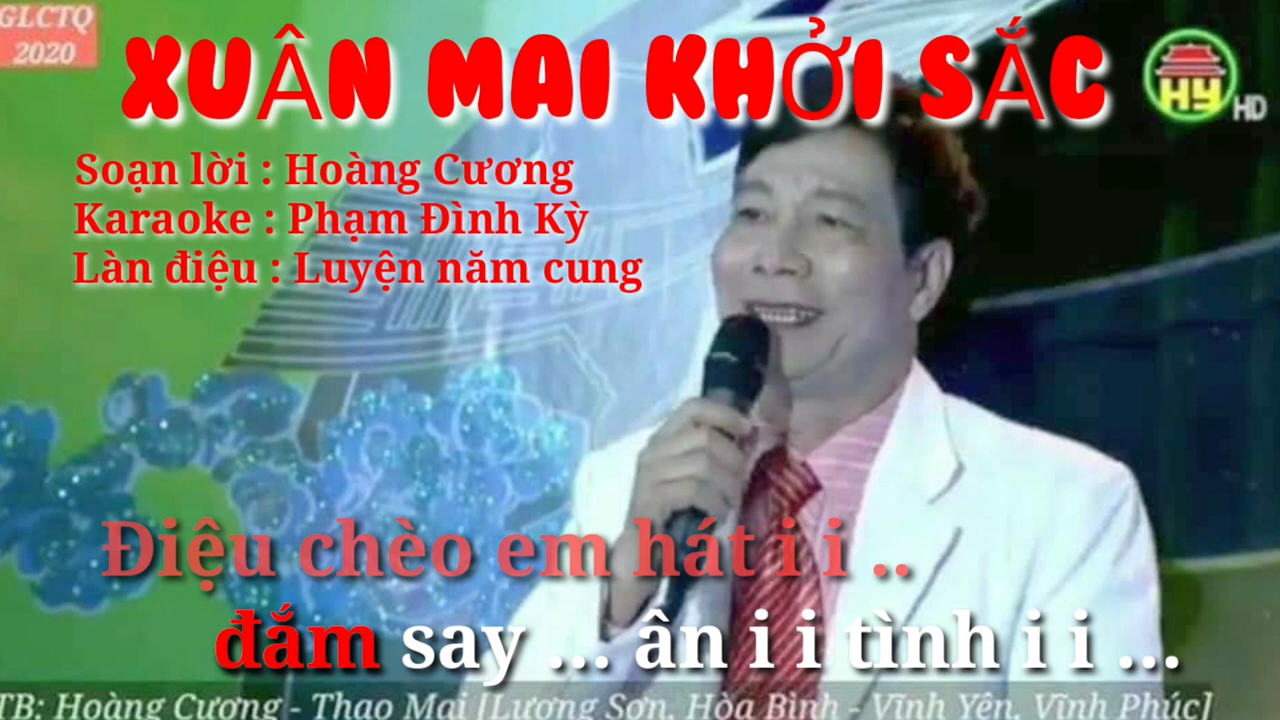 GLCTQ
2020
XUÂN MAI KHỞI SẮC
HY HD
Soạn lời : Hoàng Cương
Karaoke : Phạm Đình Kỳ
Làn điệu : Luyện năm cung
Điệu chèo em hát i i ..
đắm say ... ân i i tình i i ...
TB: Hoàng Cương - Thao Mai [Lương Sơn, Hòa Bình - Vĩnh Yên, Vĩnh Phúc]